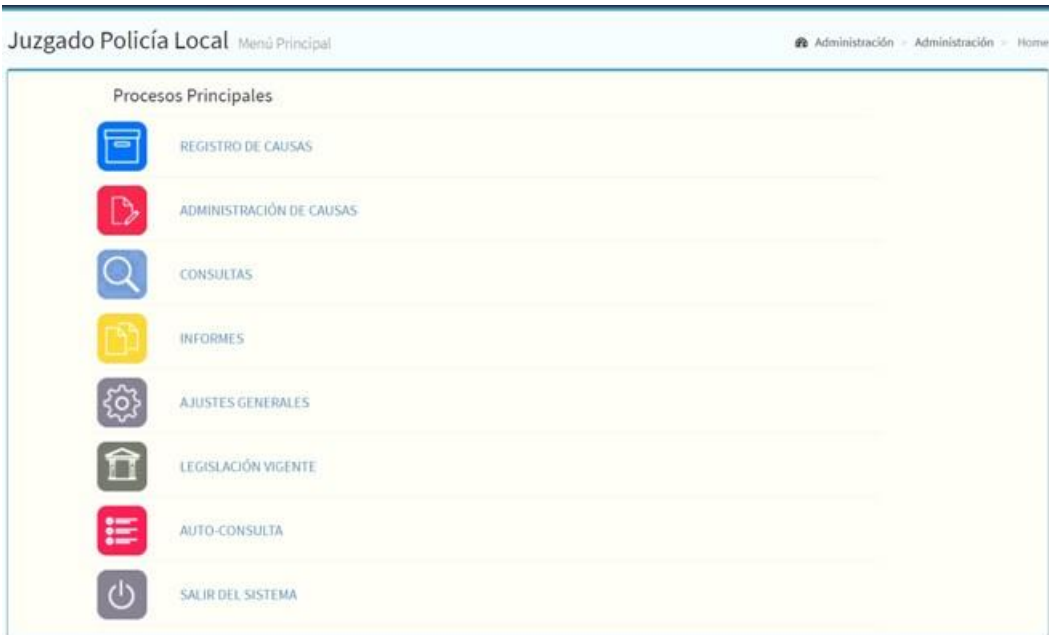 Juzgado Policía Local Menú Principal
Administración > Administración > Home
Procesos Principales
REGISTRO DE CAUSAS
ADMINISTRACIÓN DE CAUSAS
CONSULTAS
INFORMES
AJUSTES GENERALES
LEGISLACIÓN VIGENTE
AUTO-CONSULTA
SALIR DEL SISTEMA